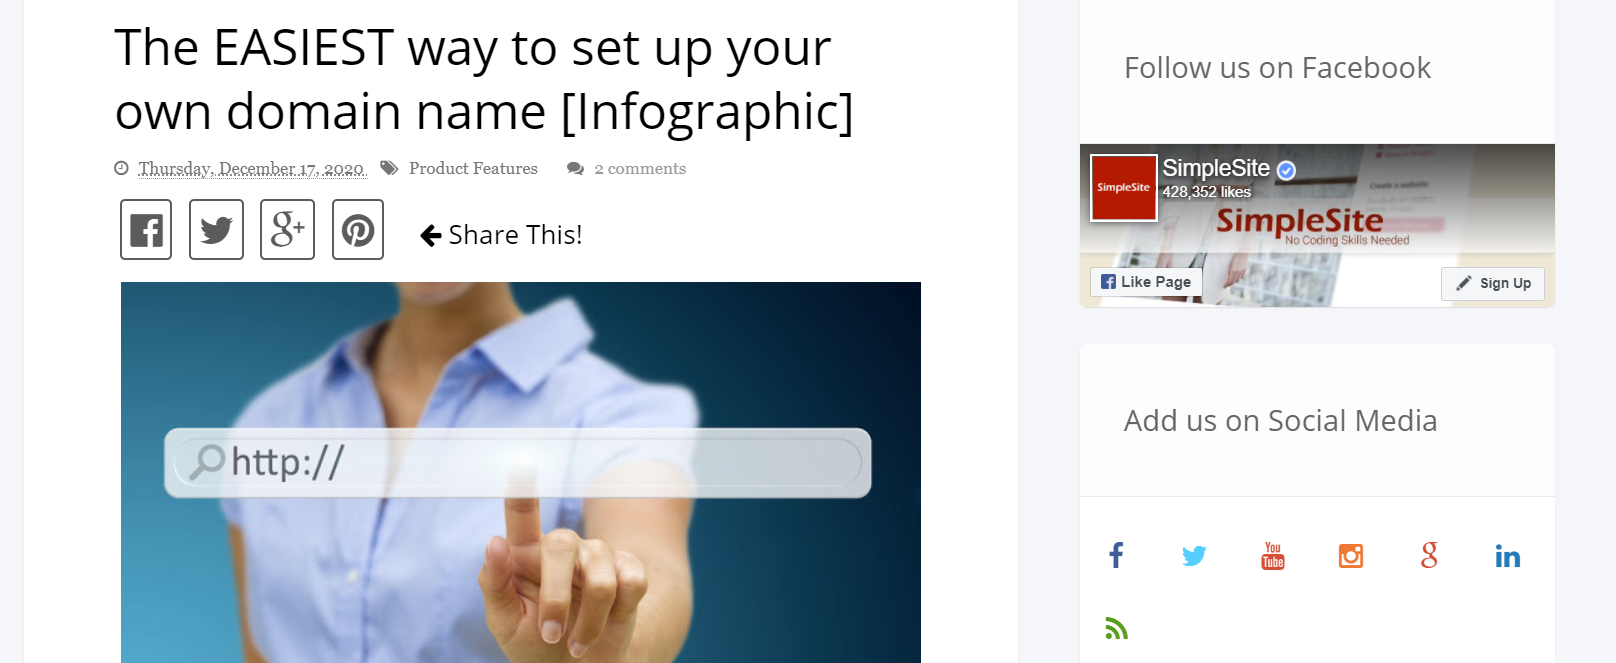 The EASIEST way to set up your
own domain name [Infographic]
Thursday, December 17, 2020 Product Features 2 comments
Share This!
http://
Follow us on Facebook
SimpleSite
SimpleSite
428,352 likes
Create a website
SimpleSite
No Coding Skills Needed
Like Page
Sign Up
Add us on Social Media
You
Tube